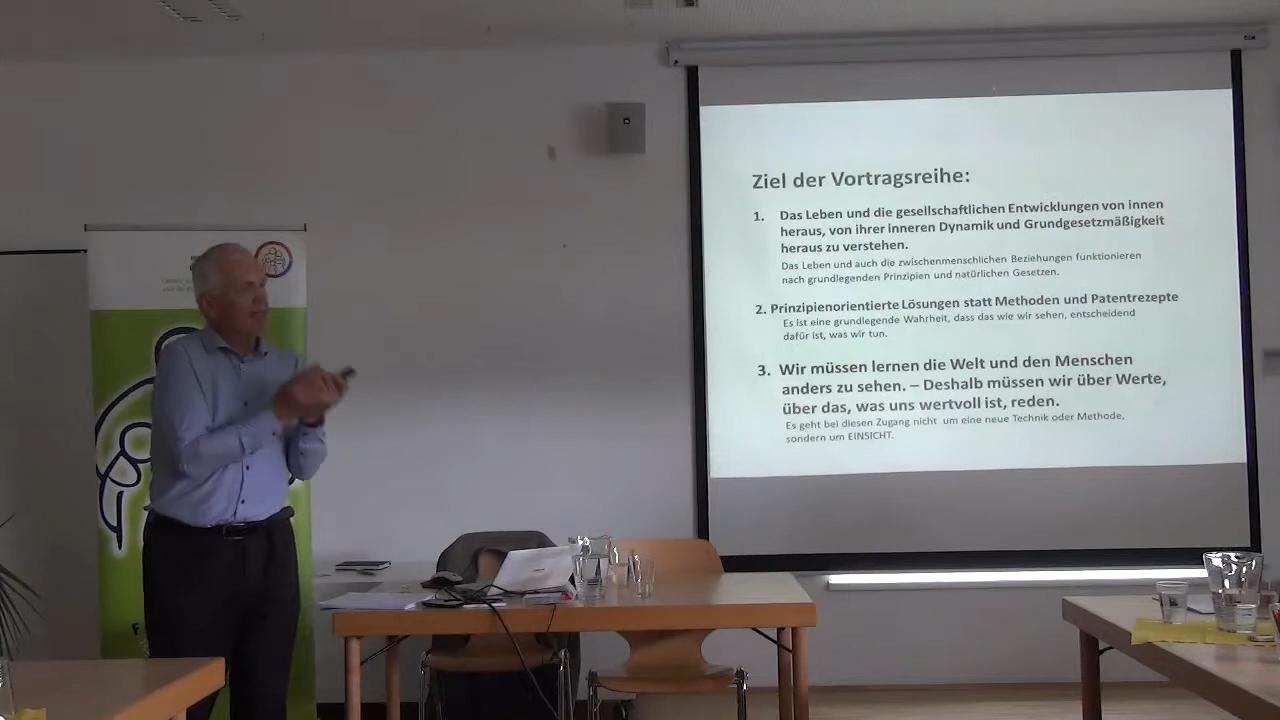 Ziel der Vortragsreihe:
1. Das Leben und die gesellschaftlichen Entwicklungen von innen
heraus, von ihrer inneren Dynamik und Grundgesetzmäßigkeit
heraus zu verstehen.
Das Leben und auch die zwischenmenschlichen Beziehungen funktionieren
nach grundlegenden Prinzipien und natürlichen Gesetzen.
2. Prinzipienorientierte Lösungen statt Methoden und Patentrezepte
Es ist eine grundlegende Wahrheit, dass das wie wir sehen, entscheidend
dafür ist, was wir tun.
3. Wir müssen lernen die Welt und den Menschen
anders zu sehen. – Deshalb müssen wir über Werte,
über das, was uns wertvoll ist, reden.
Es geht bei diesen Zugang nicht um eine neue Technik oder Methode,
sondern um EINSICHT.